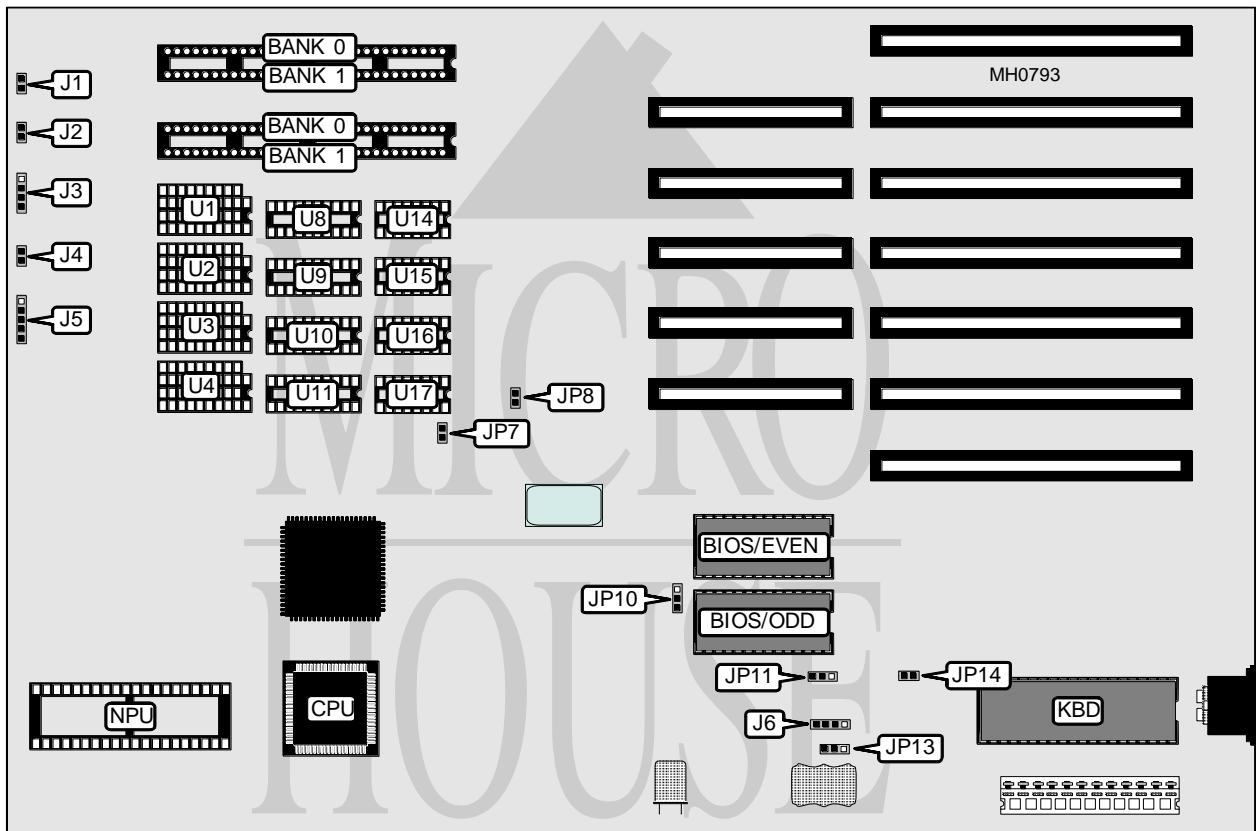 BANK 0
BANK 1
MH0793
J1
J2
BANK 0
BANK 1
J3
U1
U8
U14
J4
U2
U9
U15
J5
U3
U10
U16
U4
U11
U17
JP8
JP7
MICRO
BIOS/EVEN
HOUSE
JP10
BIOS/ODD
JP11
JP14
NPU
CPU
KBD
J6
JP13